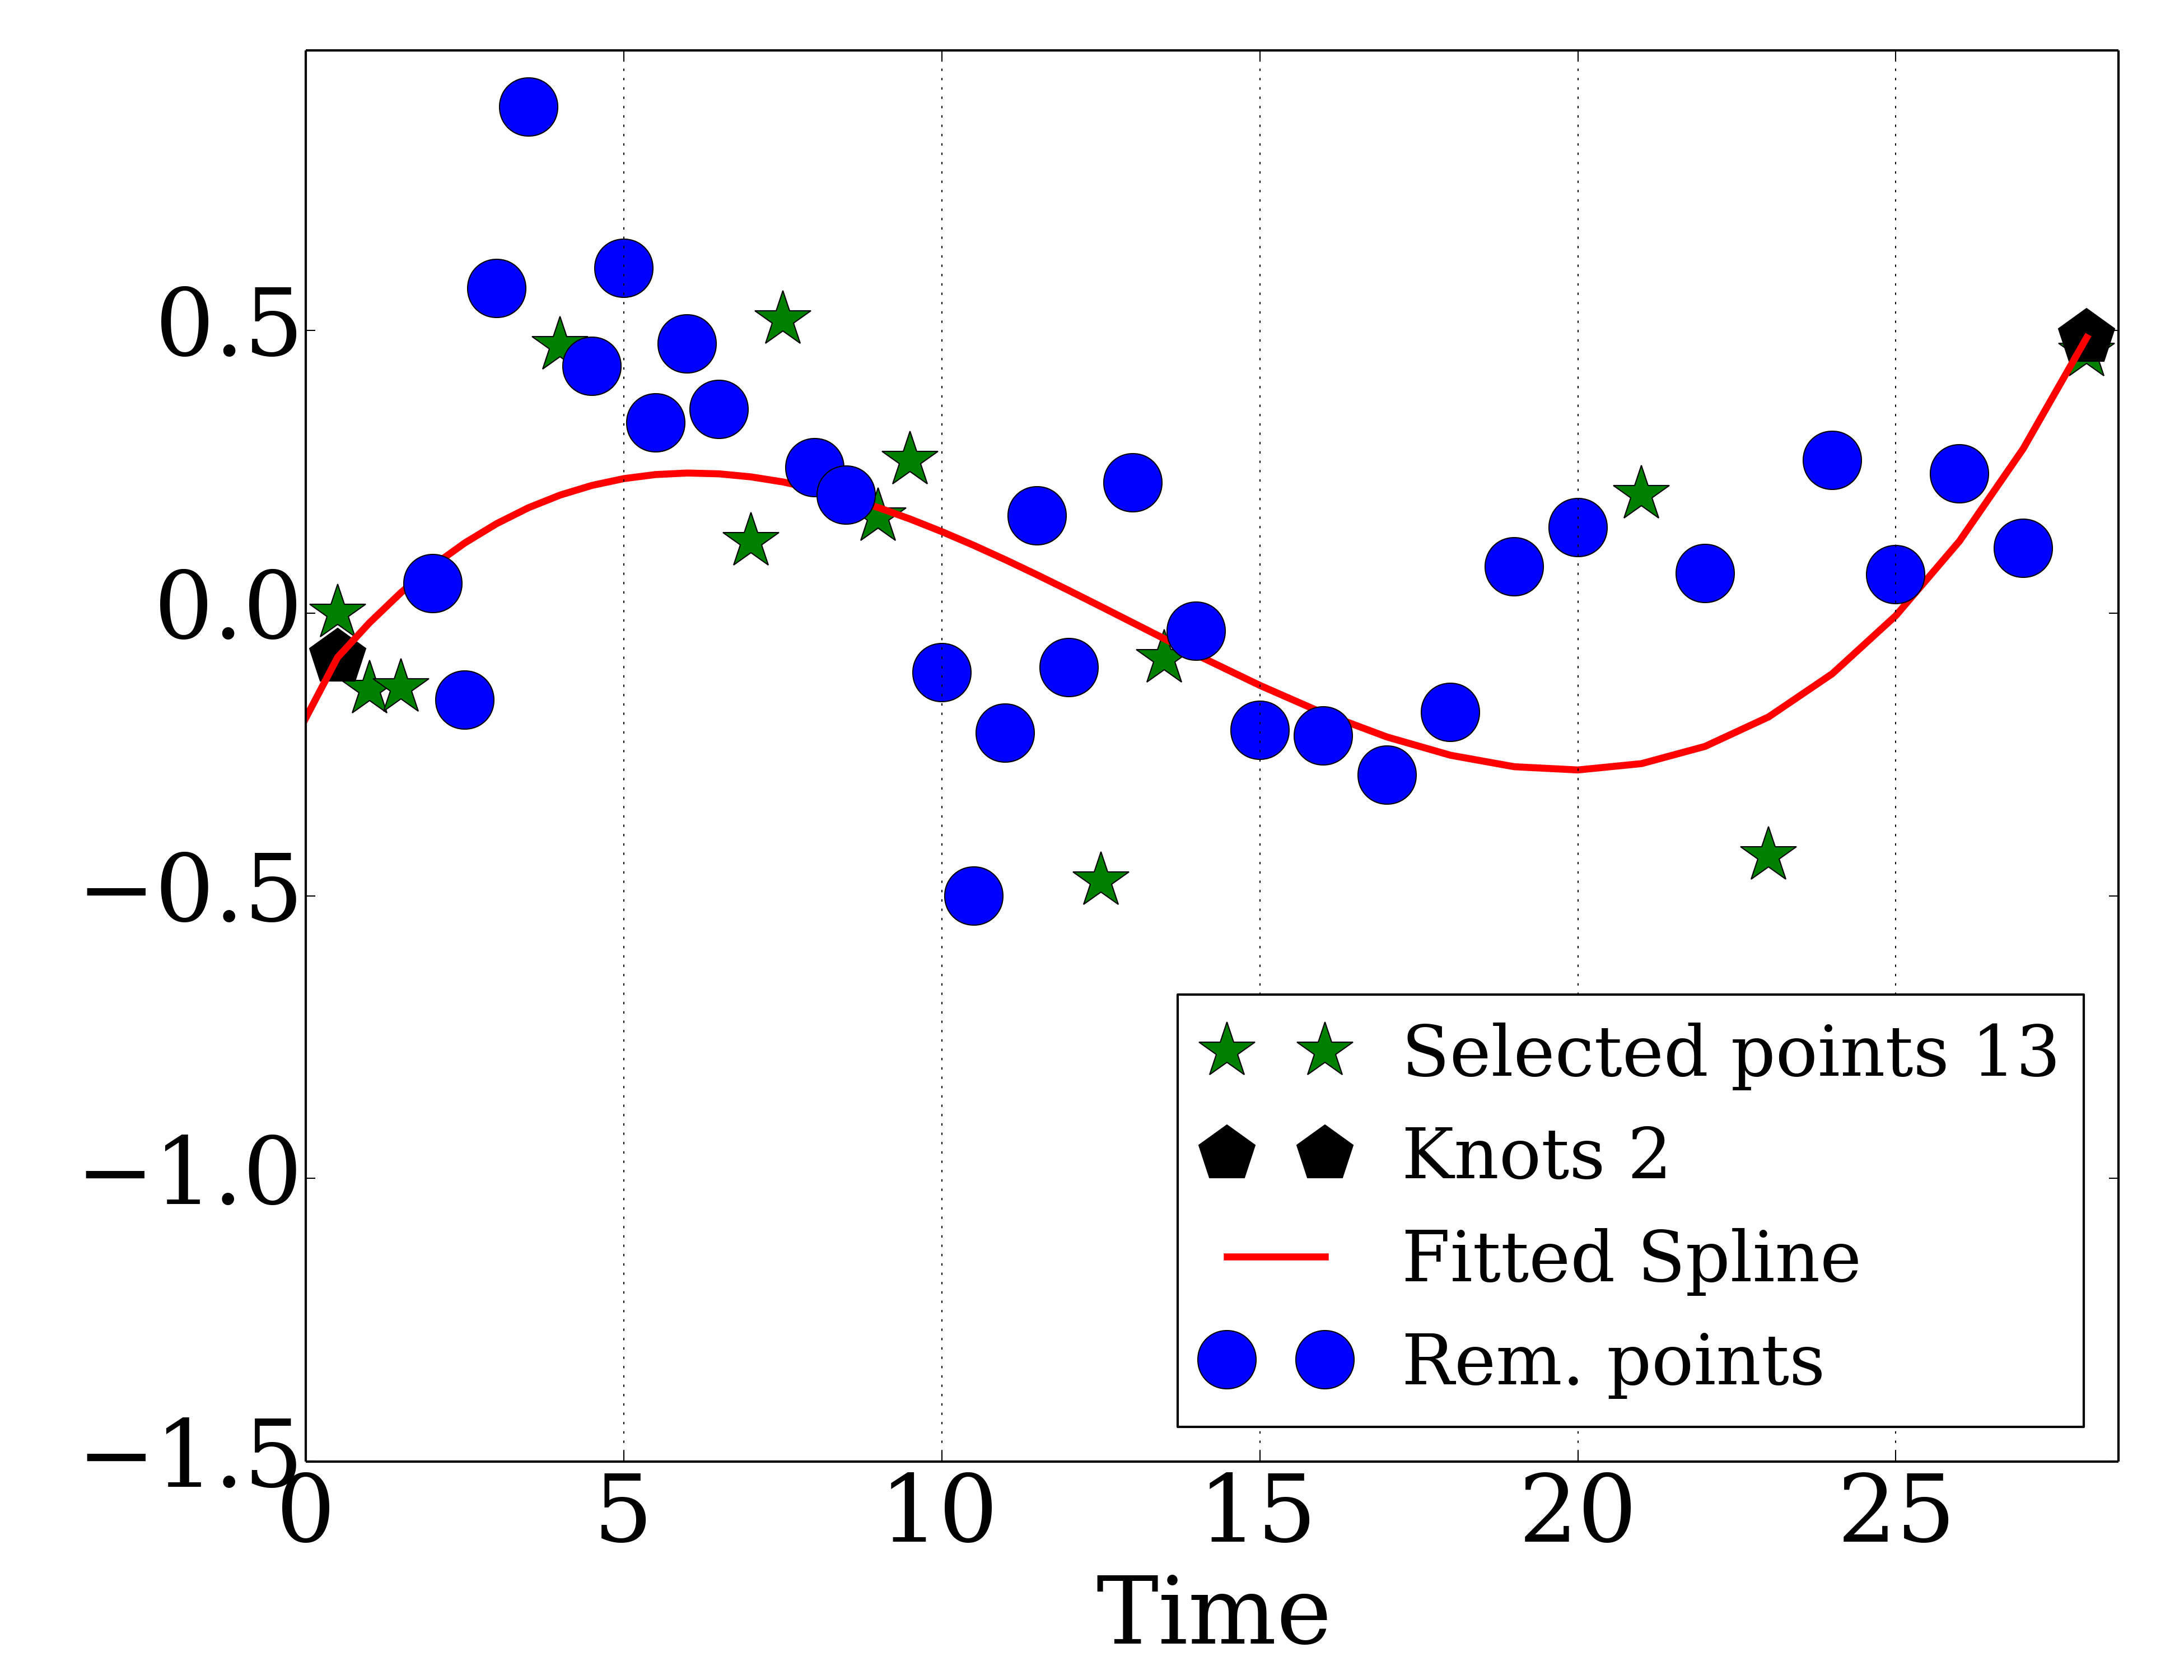 0.5
0.0
−0.5
−1.0
−1.5
0 5 10 15 20 25
Time
Selected points 13
Knots 2
Fitted Spline
Rem. points